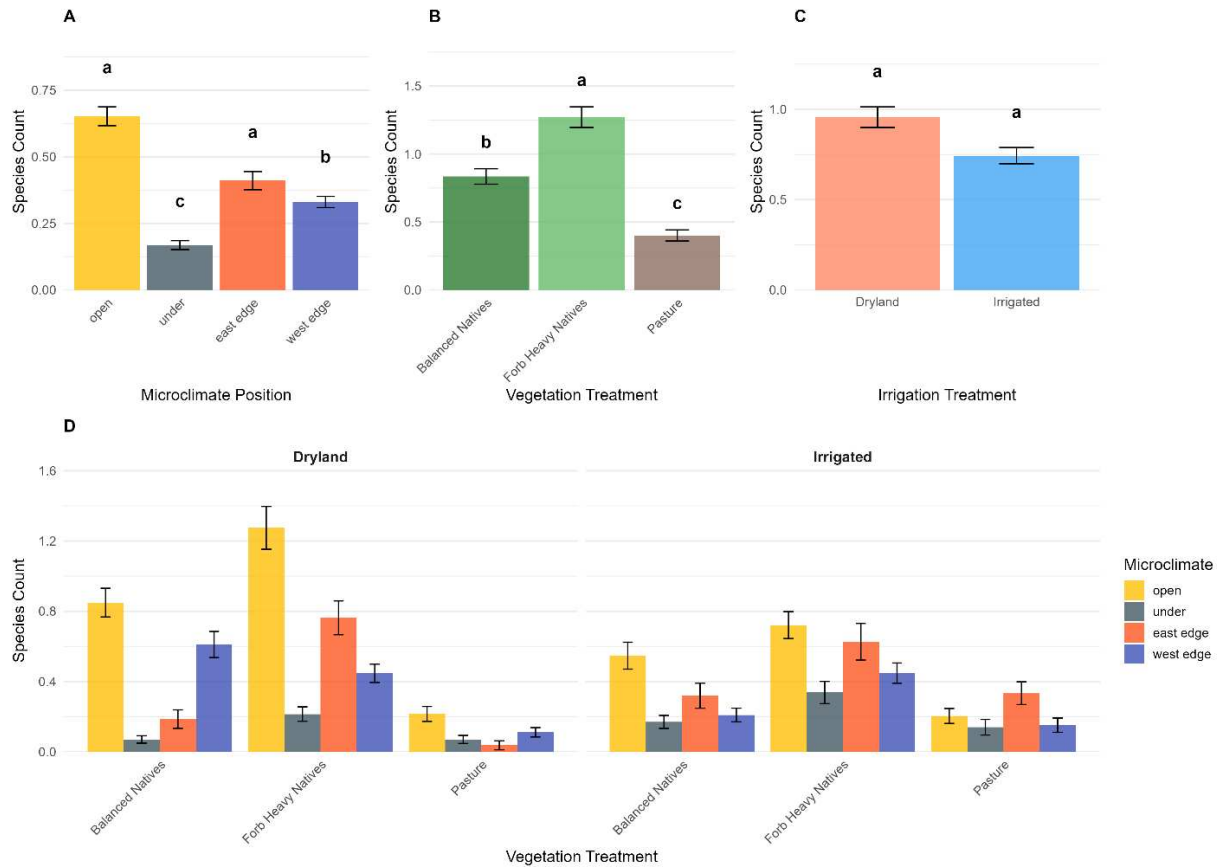 A
B
C
a
c
a
b
Species Count
0.75
0.50
0.25
0.00
open
under
east edge
west edge
Microclimate Position
b
a
c
Species Count
1.5
1.0
0.5
0.0
Balanced Natives
Forb Heavy Natives
Pasture
Vegetation Treatment
a
a
Species Count
1.0
0.5
0.0
Dryland
Irrigated
Irrigation Treatment
D
Dryland
Irrigated
Species Count
1.6
1.2
0.8
0.4
0.0
Balanced Natives
Forb Heavy Natives
Pasture
Balanced Natives
Forb Heavy Natives
Pasture
Vegetation Treatment
Microclimate
open
under
east edge
west edge